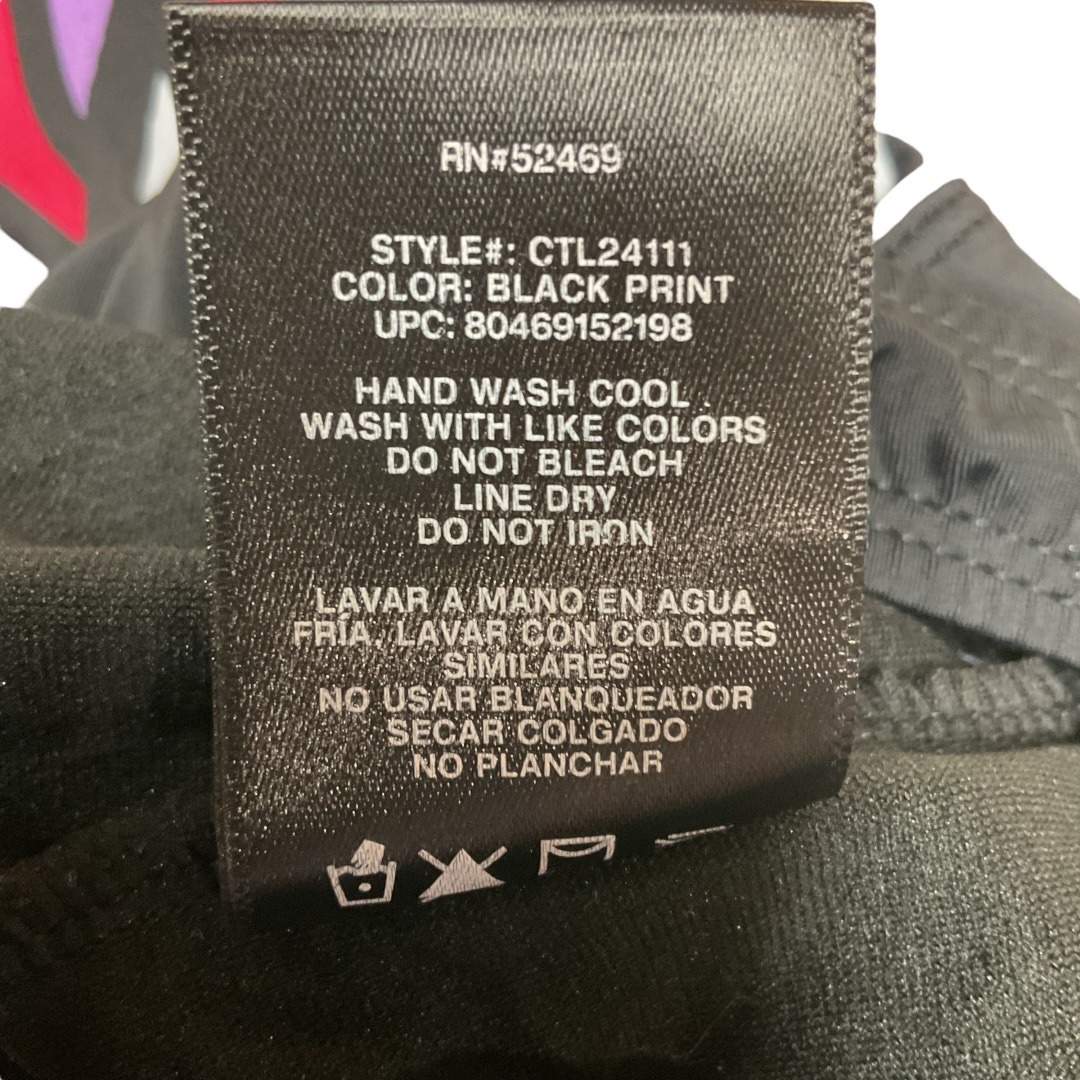 RN#52469
STYLE#: CTL24111
COLOR: BLACK PRINT
UPC: 80469152198
HAND WASH COOL
WASH WITH LIKE COLORS
DO NOT BLEACH
LINE DRY
DO NOT IRON
LAVAR A MANO EN AGUA
FRÍA, LAVAR CON COLORES
SIMILARES
NO USAR BLANQUEADOR
SECAR COLGADO
NO PLANCHAR